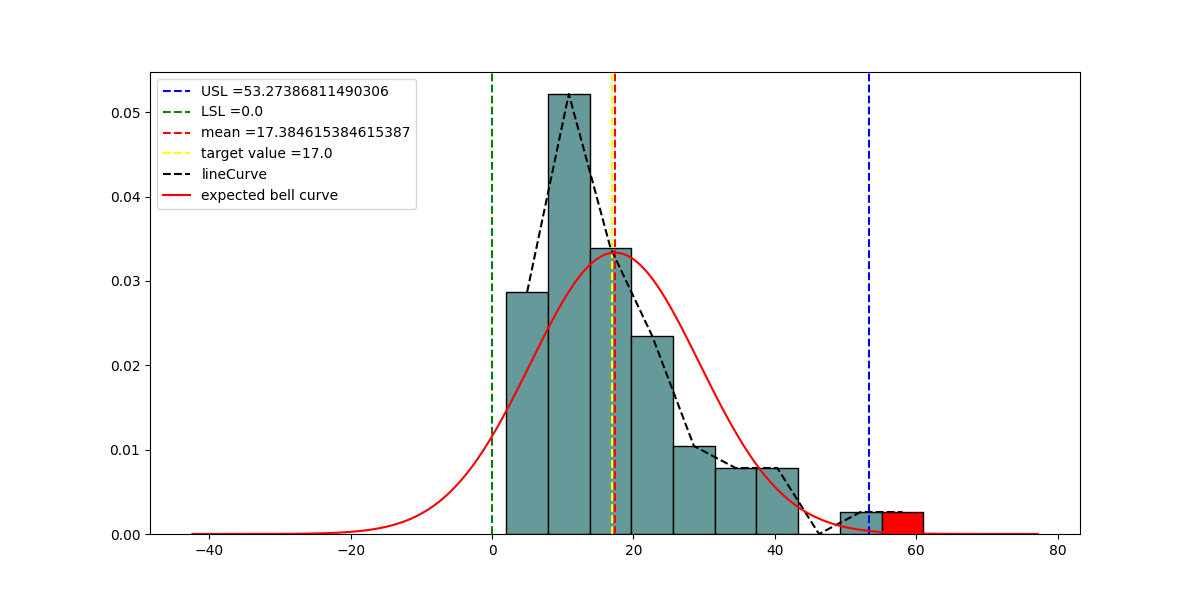 USL =53.27386811490306
LSL =0.0
mean =17.384615384615387
target value =17.0
lineCurve
expected bell curve
0.05
0.04
0.03
0.02
0.01
0.00
−40 −20 0 20 40 60 80